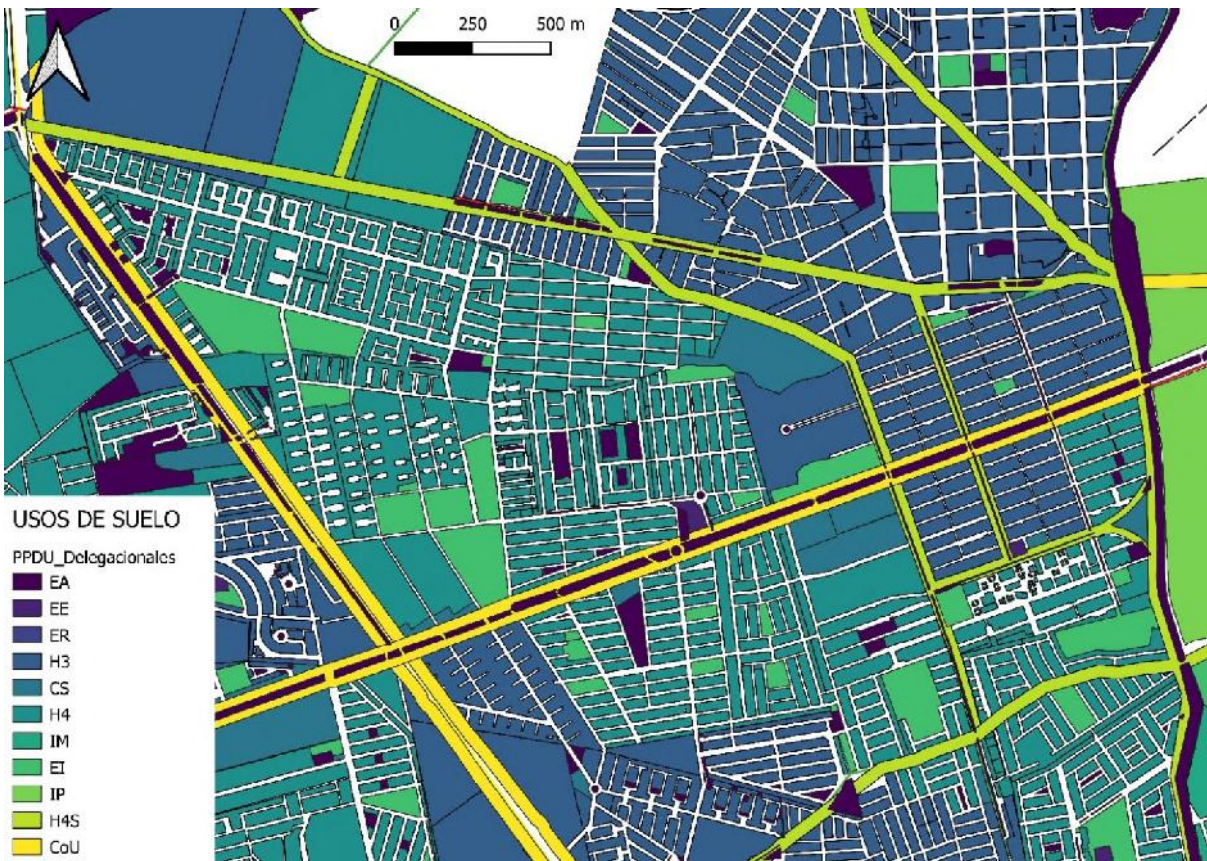 0 250 500 m
USOS DE SUELO
PPDU_Delegacionales
EA
EE
ER
H3
CS
H4
IM
EI
IP
H4S
CoU